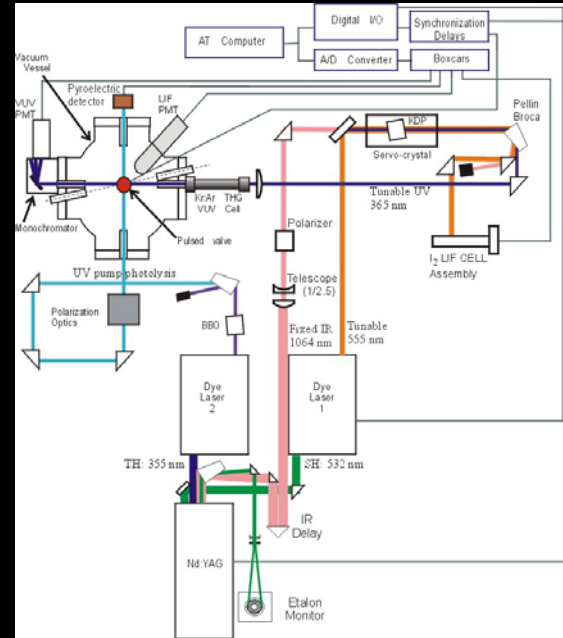 Digital I/O
Synchronization
Delays
AT Computer
A/D Converter
Boxcars
Vacuum
Vessel
Pyroelectric
detector
LIF
PMT
VUV
PMT
KDP
Pellin
Broca
Servo-crystal
Kr:Ar
VUV
THG
Cell
Tunable UV
365 nm
Monochromator
Pulsed valve
Polarizer
I2 LIF CELL
Assembly
UV pump photolysis
Telescope
(1/2.5)
Polarization
Optics
BBO
Fixed IR
1064 nm
Tunable
555 nm
Dye
Laser
2
Dye
Laser
1
TH: 355 nm
SH: 532 nm
IR
Delay
Nd:YAG
Etalon
Monitor